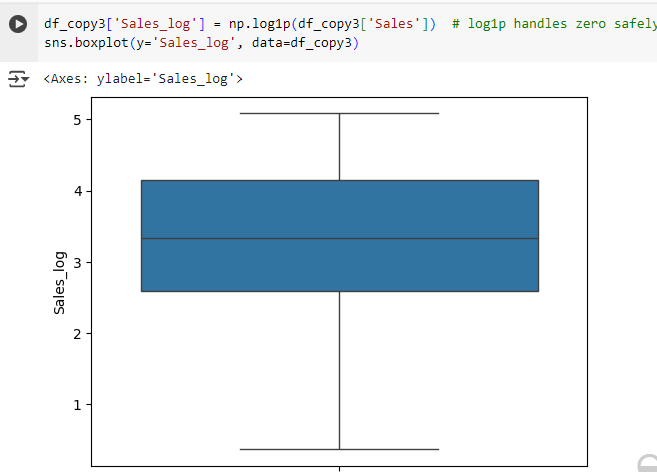 df_copy3['Sales_log'] = np.log1p(df_copy3['Sales'])  # log1p handles zero safely
sns.boxplot(y='Sales_log', data=df_copy3)
<Axes: ylabel='Sales_log'>
5
4
3
2
1
Sales_log